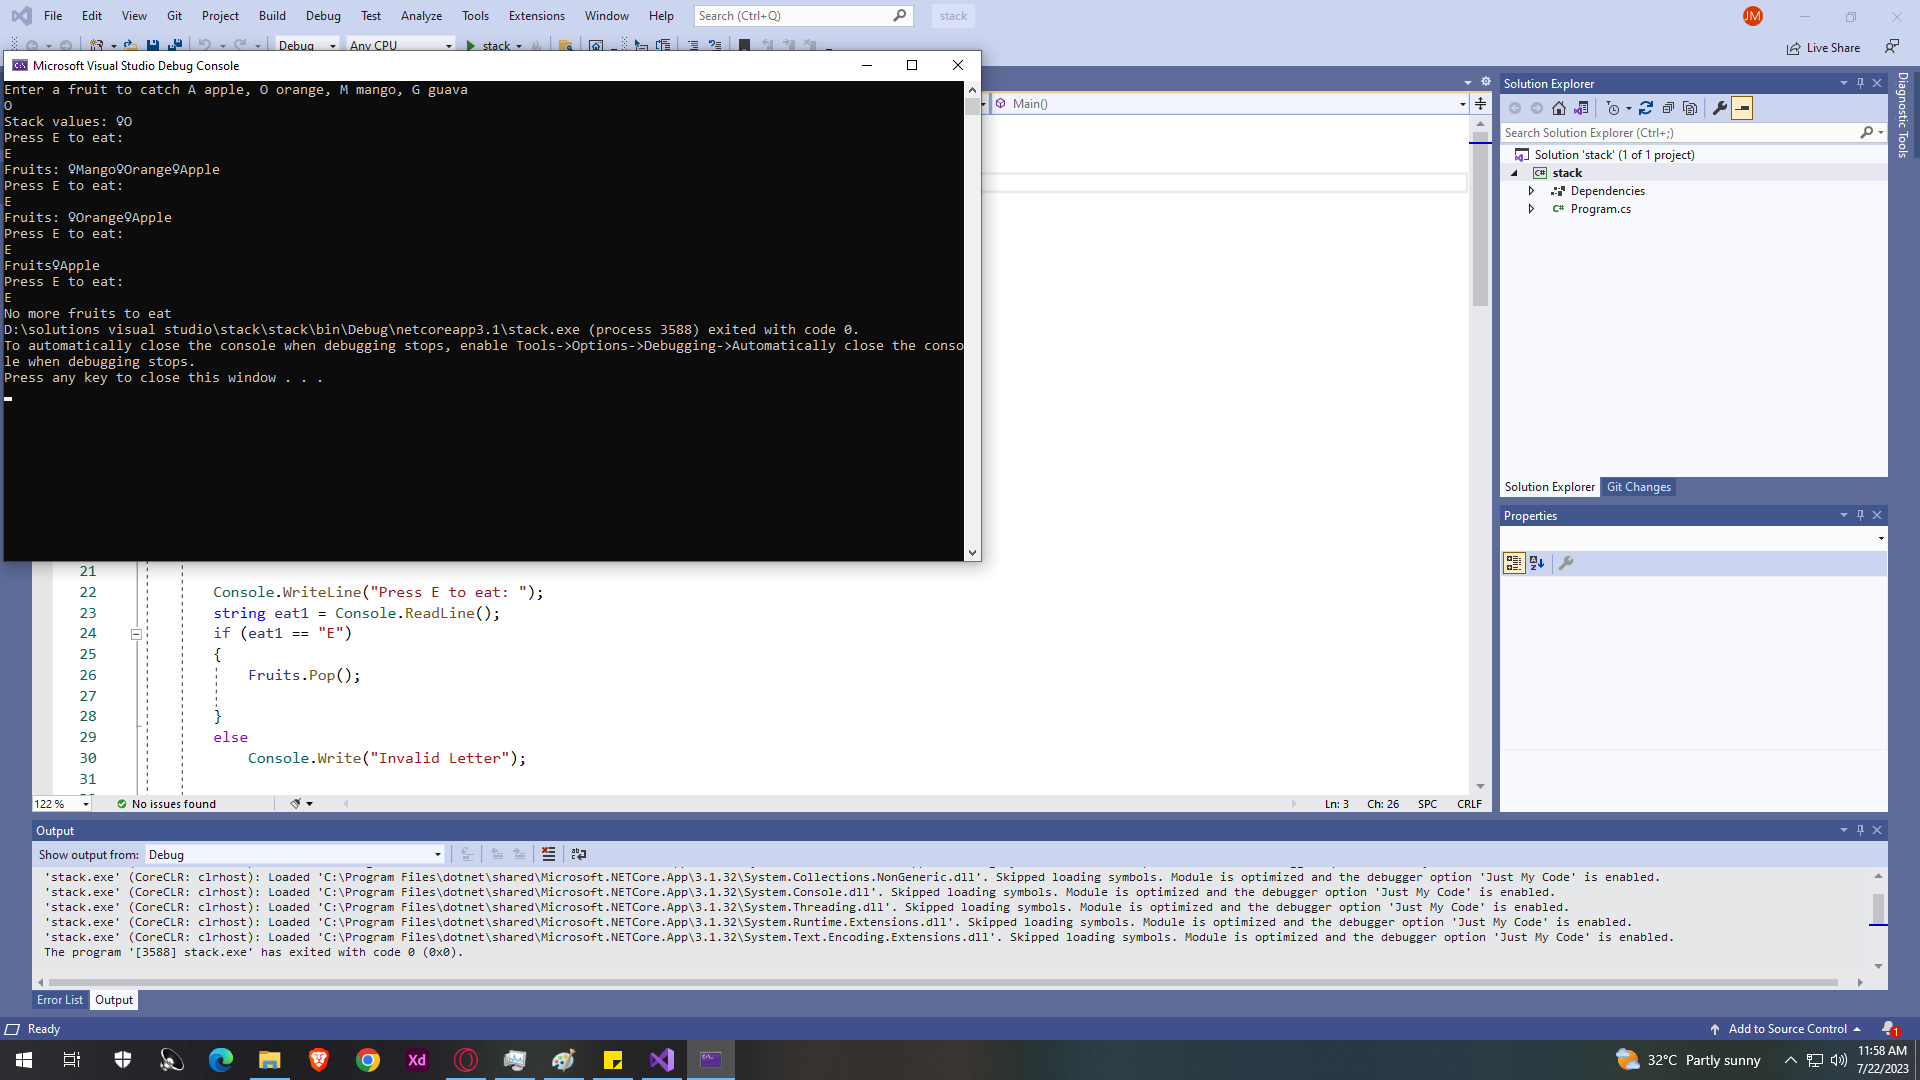 File Edit View Git Project Build Debug Test Analyze Tools Extensions Window Help Search (Ctrl+Q) stack JM
Debug Any CPU stack Live Share
Microsoft Visual Studio Debug Console
Enter a fruit to catch A apple, O orange, M mango, G guava
O
Stack values: ♀O
Press E to eat:
E
Fruits: ♀Mango♀Orange♀Apple
Press E to eat:
E
Fruits: ♀Orange♀Apple
Press E to eat:
E
Fruits♀Apple
Press E to eat:
E
No more fruits to eat
D:\solutions visual studio\stack\stack\bin\Debug\netcoreapp3.1\stack.exe (process 3588) exited with code 0.
To automatically close the console when debugging stops, enable Tools->Options->Debugging->Automatically close the conso
le when debugging stops.
Press any key to close this window . . .
Main()
21
22 Console.WriteLine("Press E to eat: ");
23 string eat1 = Console.ReadLine();
24 if (eat1 == "E")
25 {
26 Fruits.Pop();
27
28 }
29 else
30 Console.Write("Invalid Letter");
31
122 % No issues found Ln: 3 Ch: 26 SPC CRLF
Solution Explorer
Search Solution Explorer (Ctrl+;)
Solution 'stack' (1 of 1 project)
C# stack
Dependencies
C# Program.cs
Solution Explorer Git Changes
Properties
Diagnostic Tools
Output
Show output from: Debug
'stack.exe' (CoreCLR: clrhost): Loaded 'C:\Program Files\dotnet\shared\Microsoft.NETCore.App\3.1.32\System.Collections.NonGeneric.dll'. Skipped loading symbols. Module is optimized and the debugger option 'Just My Code' is enabled.
'stack.exe' (CoreCLR: clrhost): Loaded 'C:\Program Files\dotnet\shared\Microsoft.NETCore.App\3.1.32\System.Console.dll'. Skipped loading symbols. Module is optimized and the debugger option 'Just My Code' is enabled.
'stack.exe' (CoreCLR: clrhost): Loaded 'C:\Program Files\dotnet\shared\Microsoft.NETCore.App\3.1.32\System.Threading.dll'. Skipped loading symbols. Module is optimized and the debugger option 'Just My Code' is enabled.
'stack.exe' (CoreCLR: clrhost): Loaded 'C:\Program Files\dotnet\shared\Microsoft.NETCore.App\3.1.32\System.Runtime.Extensions.dll'. Skipped loading symbols. Module is optimized and the debugger option 'Just My Code' is enabled.
'stack.exe' (CoreCLR: clrhost): Loaded 'C:\Program Files\dotnet\shared\Microsoft.NETCore.App\3.1.32\System.Text.Encoding.Extensions.dll'. Skipped loading symbols. Module is optimized and the debugger option 'Just My Code' is enabled.
The program '[3588] stack.exe' has exited with code 0 (0x0).
Error List Output
Ready Add to Source Control 1
Xd 32°C Partly sunny 11:58 AM
7/22/2023